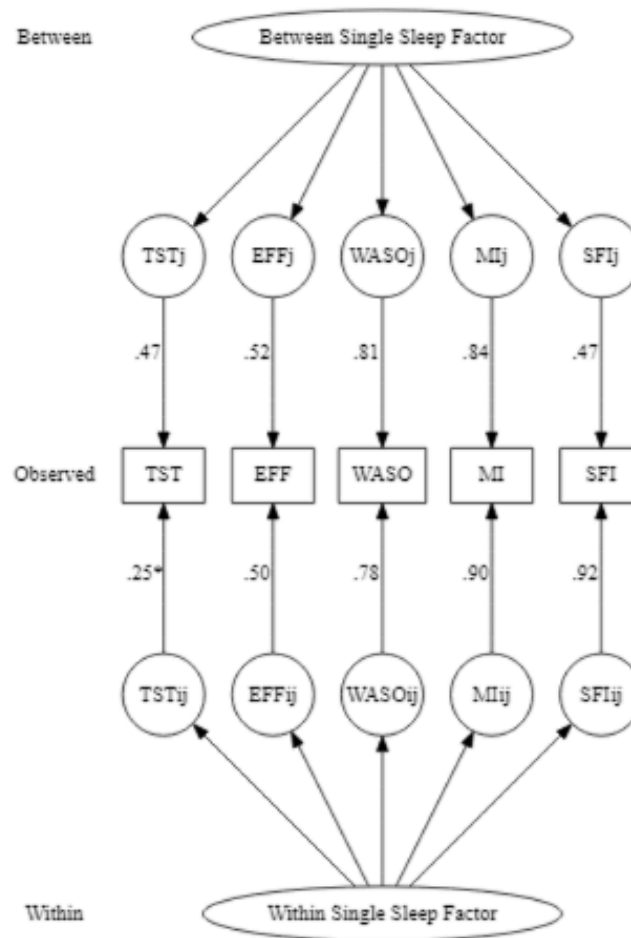 Between Between Single Sleep Factor
TSTj EFFj WASOj MIj SFIj
.47 .52 .81 .84 .47
Observed TST EFF WASO MI SFI
.25* .50 .78 .90 .92
TSTij EFFij WASOij MIij SFIij
Within Within Single Sleep Factor